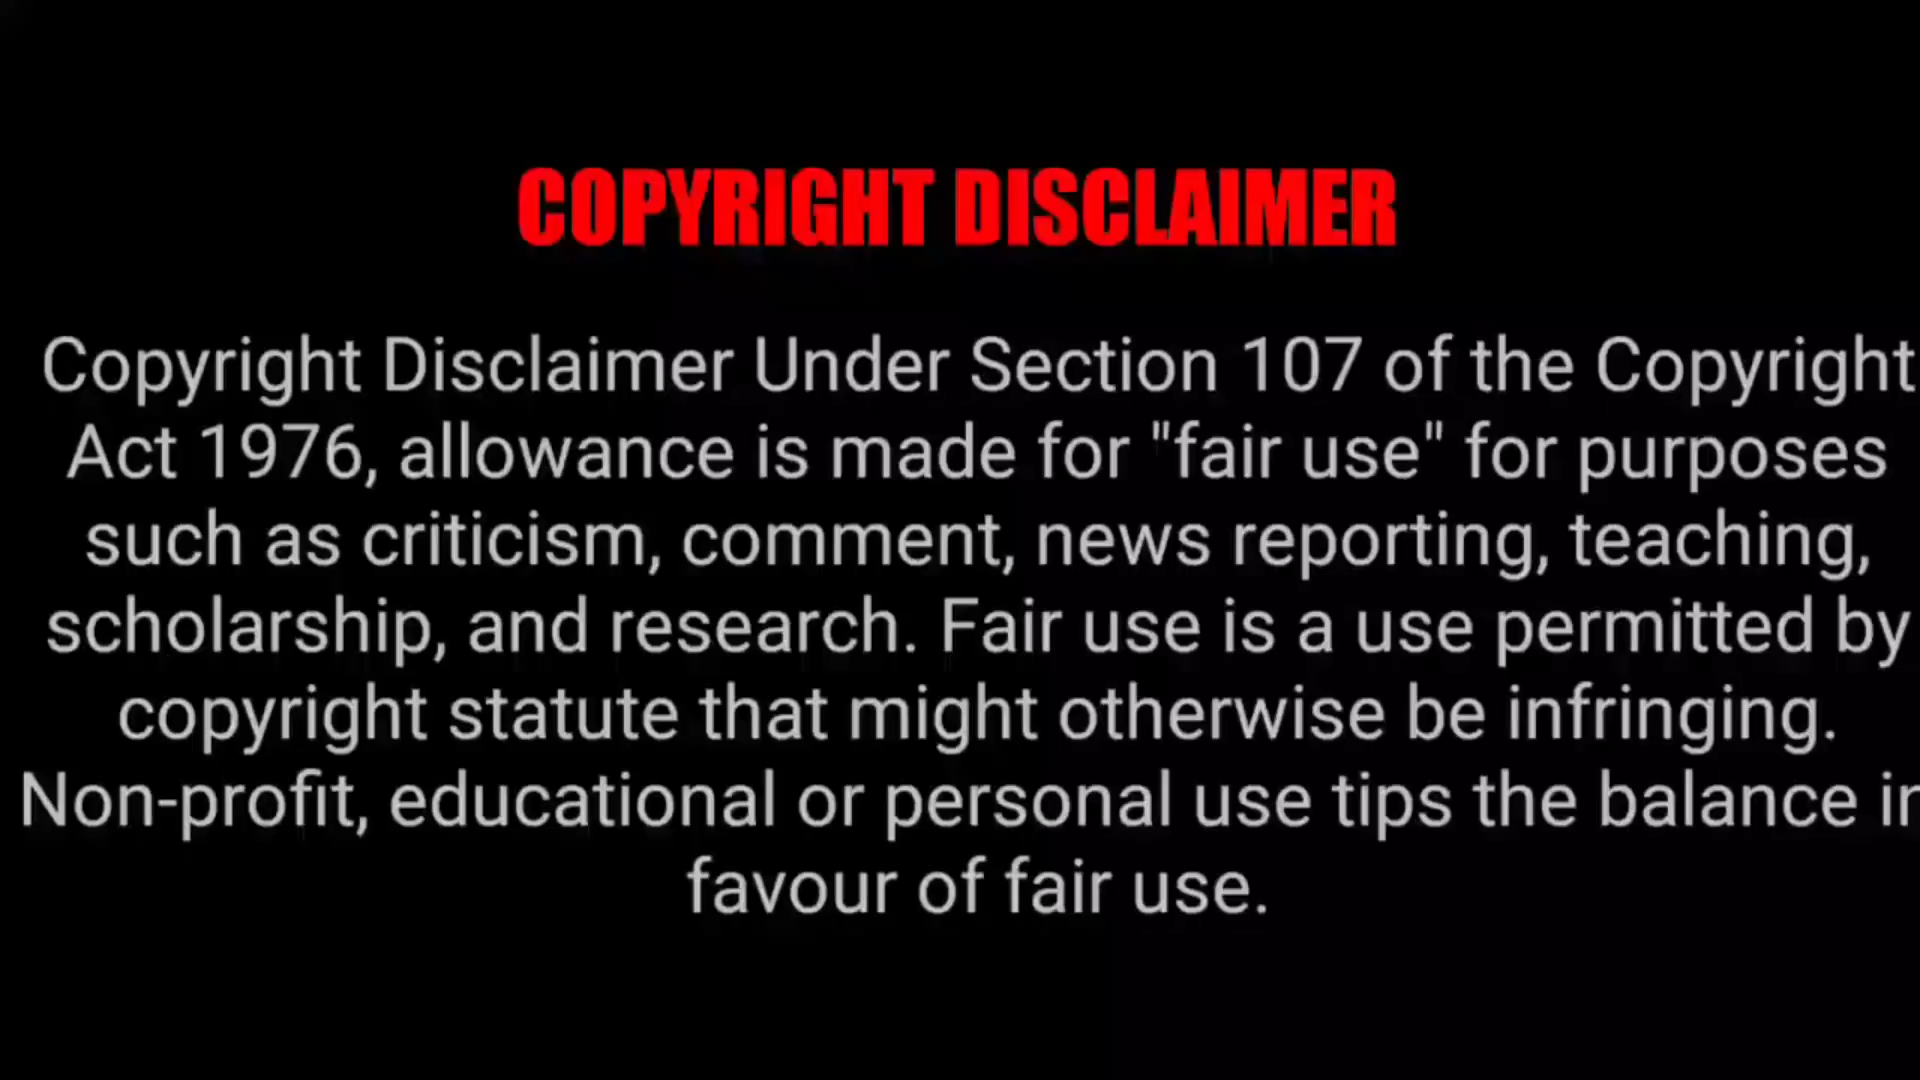 COPYRIGHT DISCLAIMER
Copyright Disclaimer Under Section 107 of the Copyright
Act 1976, allowance is made for "fair use" for purposes
such as criticism, comment, news reporting, teaching,
scholarship, and research. Fair use is a use permitted by
copyright statute that might otherwise be infringing.
Non-profit, educational or personal use tips the balance in
favour of fair use.